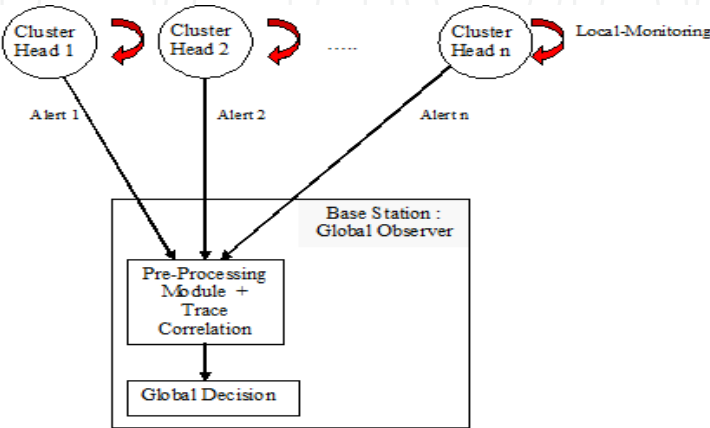 Cluster
Head 1
Cluster
Head 2
.....
Cluster
Head n
Local-Monitoring
Alert 1
Alert 2
Alert n
Base Station :
Global Observer
Pre-Processing
Module +
Trace
Correlation
Global Decision